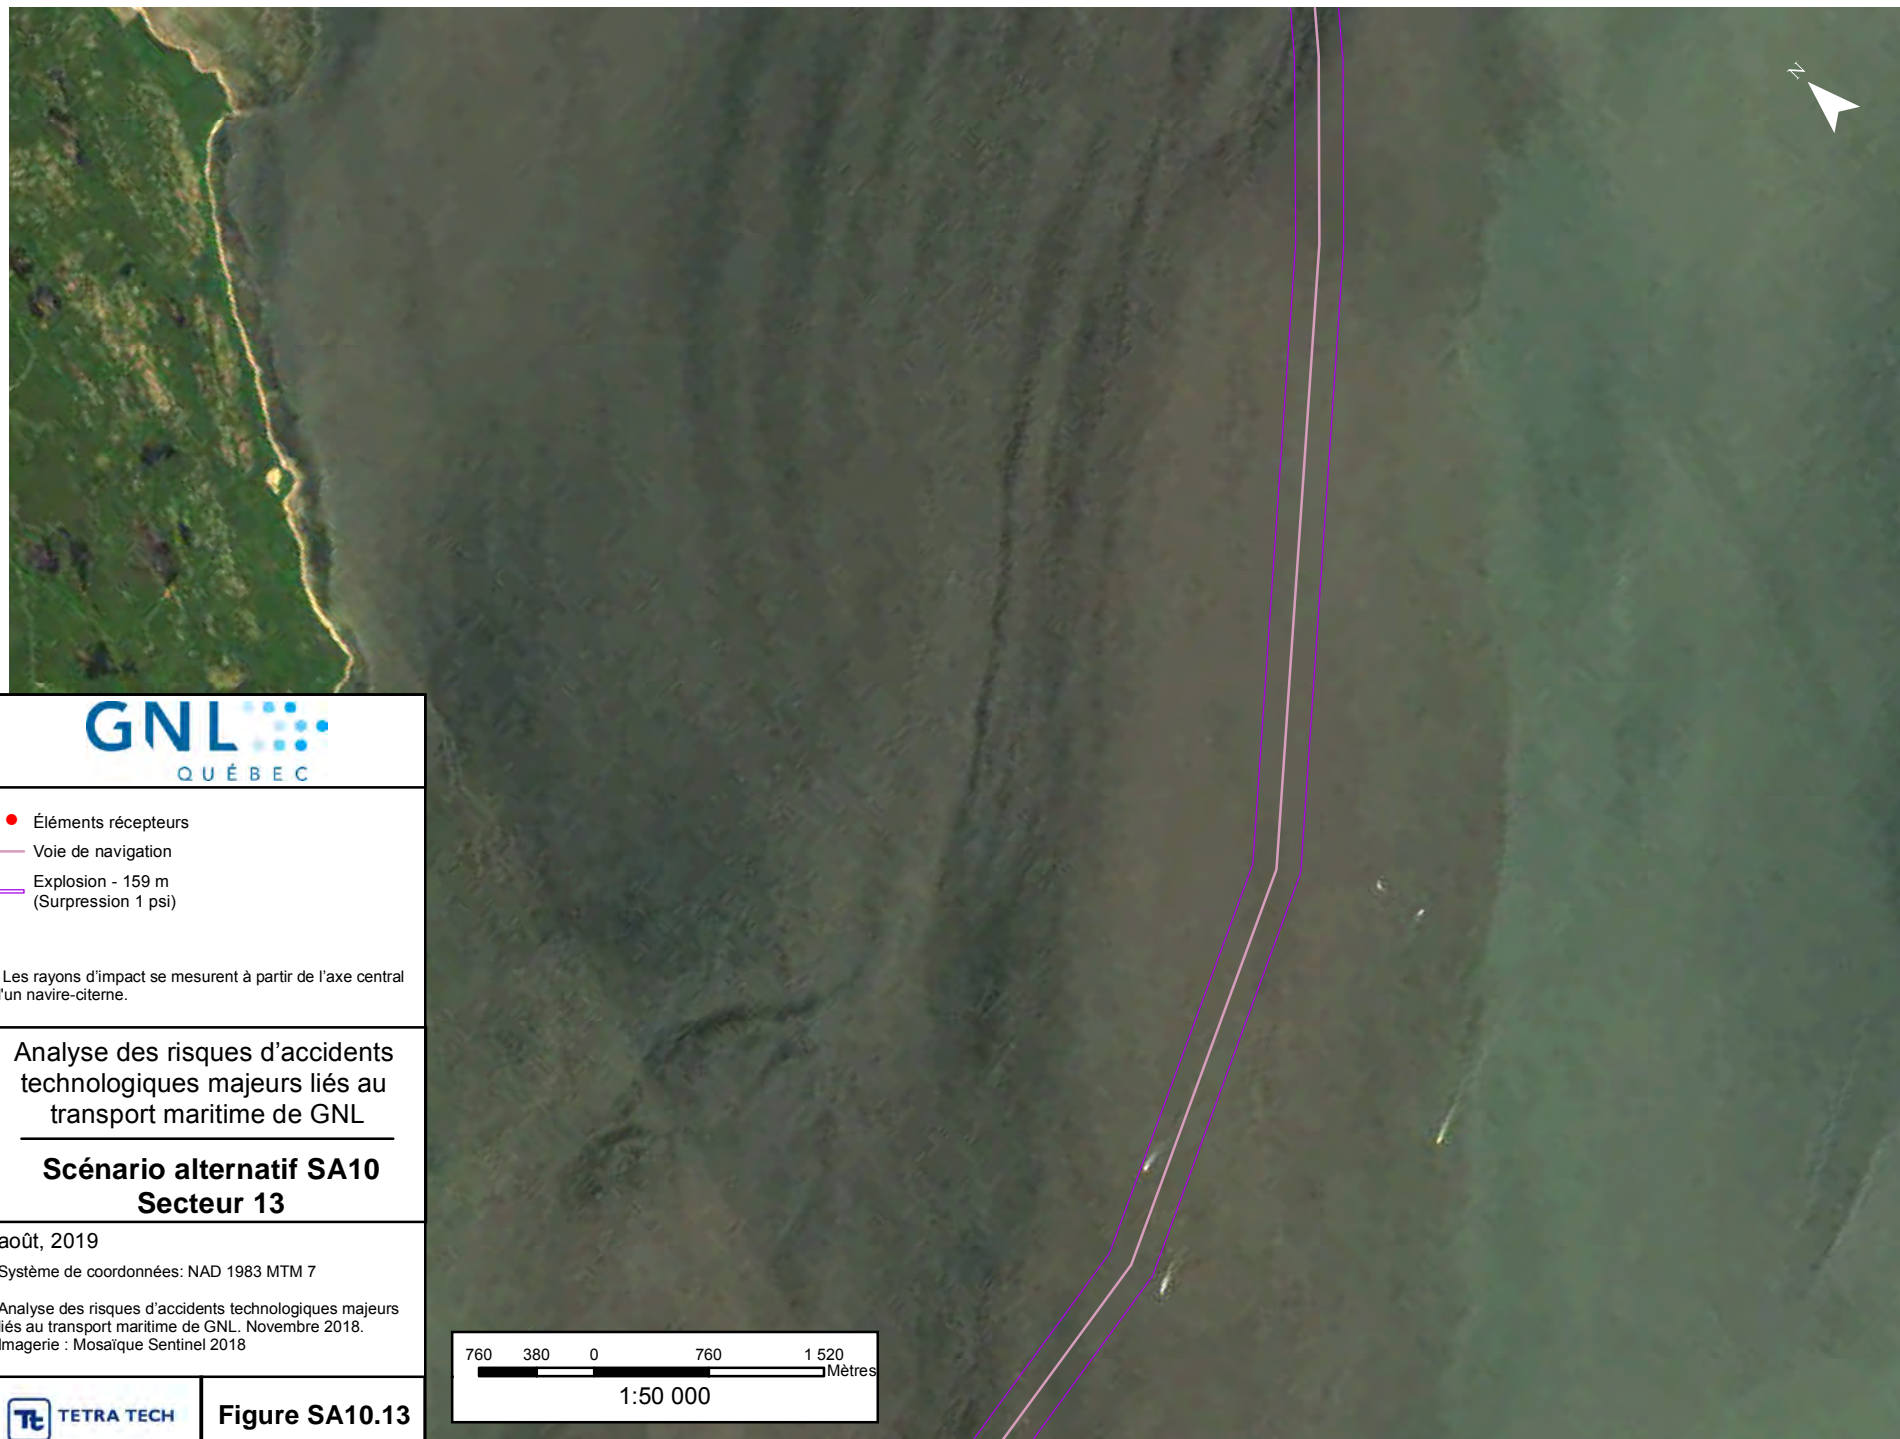 N
GNL
QUÉBEC
Éléments récepteurs
Voie de navigation
Explosion - 159 m
(Surpression 1 psi)
Les rayons d'impact se mesurent à partir de l'axe central
'un navire-citerne.
Analyse des risques d'accidents
technologiques majeurs liés au
transport maritime de GNL
Scénario alternatif SA10
Secteur 13
août, 2019
Système de coordonnées: NAD 1983 MTM 7
Analyse des risques d'accidents technologiques majeurs
liés au transport maritime de GNL. Novembre 2018.
Imagerie : Mosaïque Sentinel 2018
760 380 0 760 1 520
Mètres
1:50 000
Tt TETRA TECH
Figure SA10.13